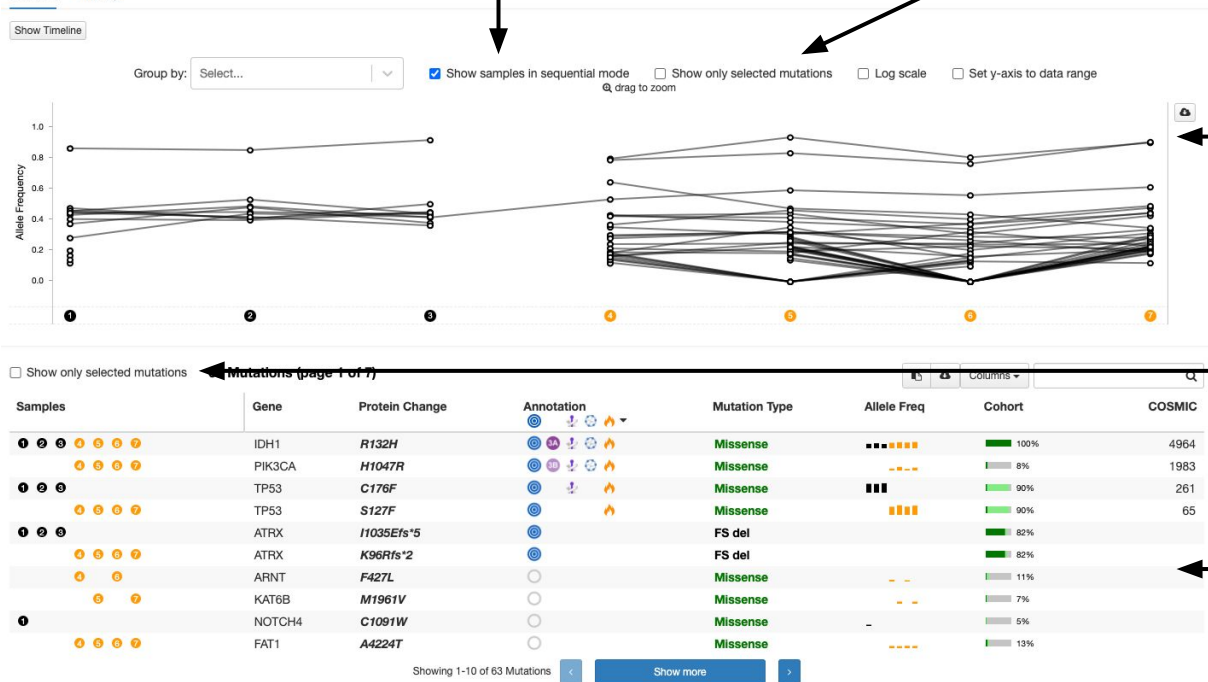 Show Timeline
Group by: Select... Show samples in sequential mode Show only selected mutations Log scale Set y-axis to data range
drag to zoom
Allele Frequency
1.0
0.8
0.6
0.4
0.2
0.0
1 2 3 4 5 6 7
Show only selected mutations Mutations (page 1 of 7) Columns
Samples Gene Protein Change Annotation Mutation Type Allele Freq Cohort COSMIC
1 2 3 4 5 6 7 IDH1 R132H 3A Missense 100% 4964
4 5 6 7 PIK3CA H1047R 3B Missense 8% 1983
1 2 3 TP53 C176F Missense 90% 261
4 5 6 7 TP53 S127F Missense 90% 65
1 2 3 ATRX I1035Efs*5 FS del 82%
4 5 6 7 ATRX K96Rfs*2 FS del 82%
4 6 ARNT F427L Missense 11%
5 7 KAT6B M1961V Missense 7%
1 NOTCH4 C1091W Missense 5%
4 5 6 7 FAT1 A4224T Missense 13%
Showing 1-10 of 63 Mutations < Show more >